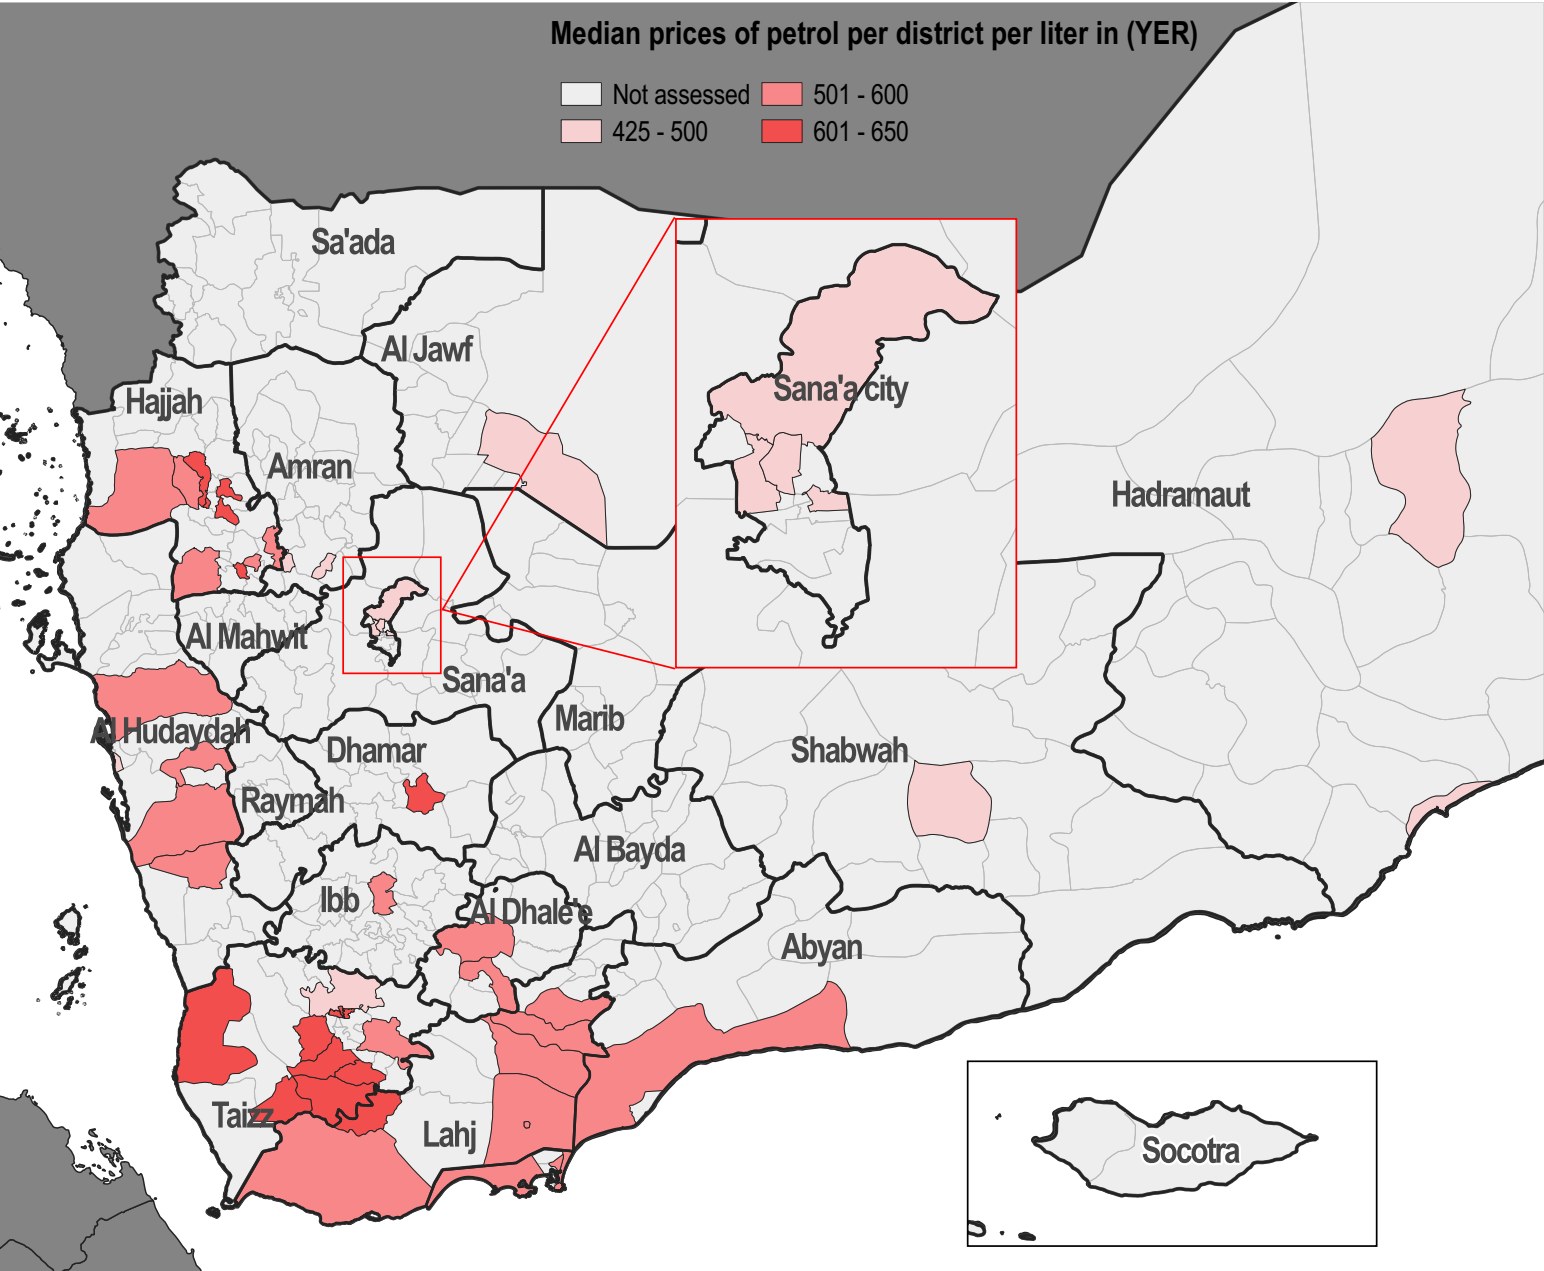 Median prices of petrol per district per liter in (YER)
Not assessed
501 - 600
425 - 500
601 - 650
Sa'ada
Al Jawf
Sana'a city
Hajjah
Amran
Hadramaut
Al Mahwit
Sana'a
Marib
Al Hudaydah
Dhamar
Shabwah
Raymah
Al Bayda
Ibb
Al Dhale'e
Abyan
Taizz
Lahj
Socotra